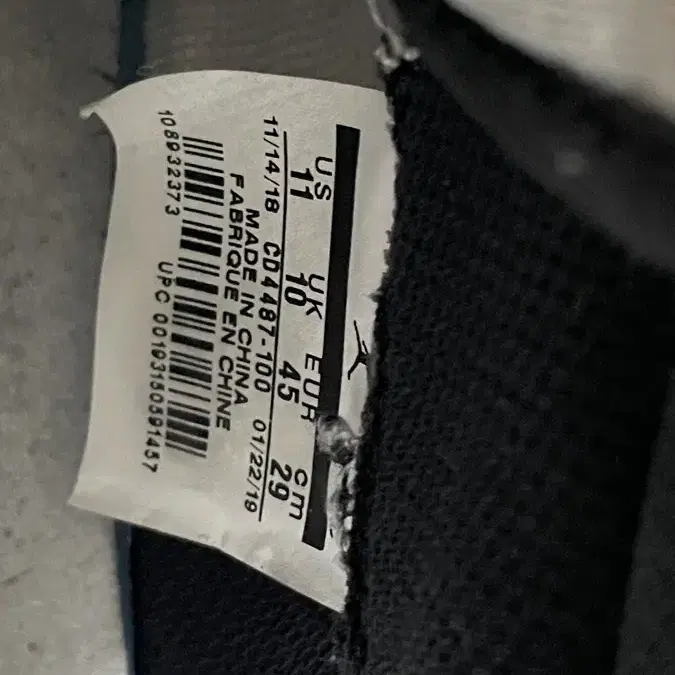 US UK EUR cm
11 10 45 29
11/14/18 CD4487-100 01/22/19
MADE IN CHINA
FABRIQUE EN CHINE
108932373 UPC 00193150591457